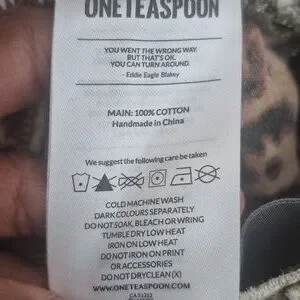 ONETEASPOON
YOU WENT THE WRONG WAY.
BUT THAT'S OK.
YOU CAN TURN AROUND.
- Eddie Eagle Blakey
MAIN: 100% COTTON
Handmade in China
We suggest the following care be taken
COLD MACHINE WASH
DARK COLOURS SEPARATELY
DO NOT SOAK, BLEACH OR WRING
TUMBLE DRY LOW HEAT
IRON ON LOW HEAT
DO NOT IRON ON PRINT
OR ACCESSORIES
DO NOT DRYCLEAN (X)
WWW.ONETEASPOON.COM